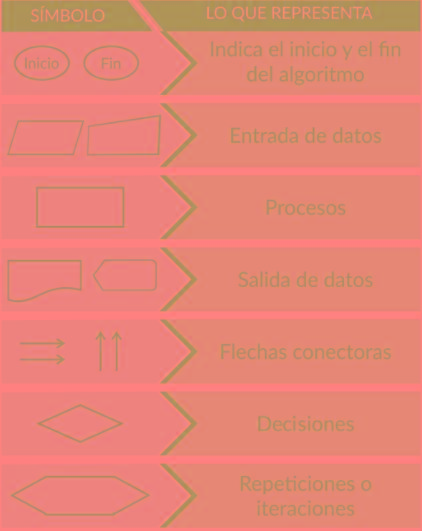 SÍMBOLO
LO QUE REPRESENTA
Inicio
Fin
Indica el inicio y el fin
del algoritmo
Entrada de datos
Procesos
Salida de datos
Flechas conectoras
Decisiones
Repeticiones o
iteraciones